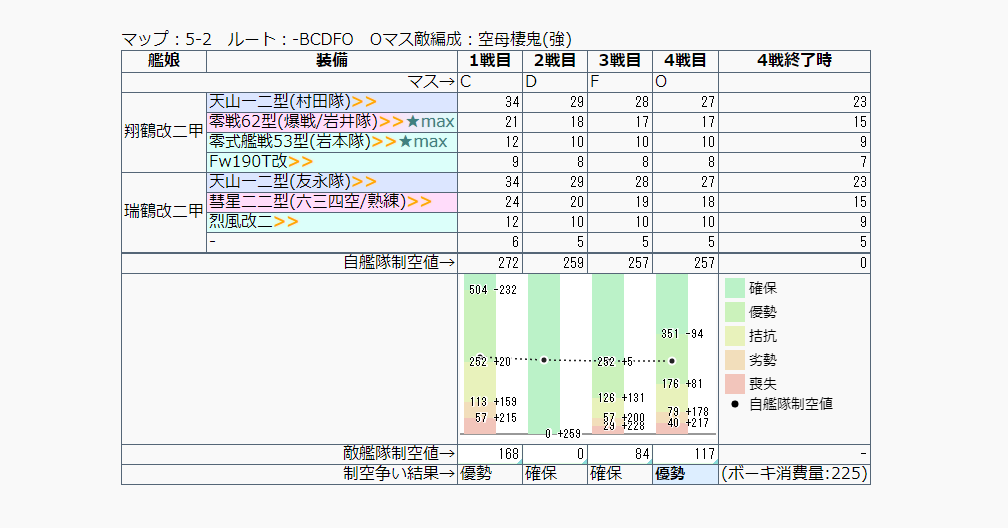 マップ：5-2　ルート：-BCDFO　Oマス敵編成：空母棲鬼(強)
艦娘 装備 1戦目 2戦目 3戦目 4戦目 4戦終了時
マス→ C D F O
翔鶴改二甲
天山一二型(村田隊)>> 34 29 28 27 23
零戦62型(爆戦/岩井隊)>>★max 21 18 17 17 15
零式艦戦53型(岩本隊)>>★max 12 10 10 10 9
Fw190T改>> 9 8 8 8 7
瑞鶴改二甲
天山一二型(友永隊)>> 34 29 28 27 23
彗星二二型(六三四空/熟練)>> 24 20 19 18 15
烈風改二>> 12 10 10 10 9
- 6 5 5 5 5
自艦隊制空値→ 272 259 257 257 0
504 -232
252 +20
113 +159
57 +215
0 +259
252 +5
126 +131
57 +200
29 +228
351 -94
176 +81
79 +178
40 +217
確保
優勢
拮抗
劣勢
喪失
自艦隊制空値
敵艦隊制空値→ 168 0 84 117 -
制空争い結果→ 優勢 確保 確保 優勢 (ボーキ消費量:225)